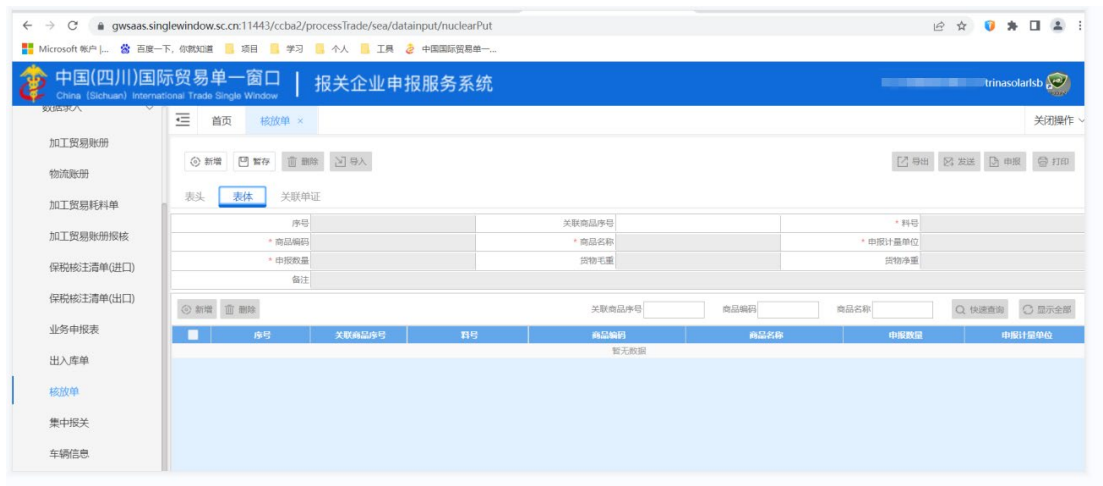 gwsaas.singlewindow.sc.cn:11443/ccba2/processTrade/sea/datainput/nuclearPut
Microsoft 帐户 |... 百度一下，你就知道 项目 学习 个人 工具 中国国际贸易单一...
中国(四川)国际贸易单一窗口 | 报关企业申报服务系统
China (Sichuan) International Trade Single Window
trinasolarlsb
数据录入
首页 核放单 × 关闭操作
加工贸易账册
物流账册
加工贸易耗料单
加工贸易账册报核
保税核注清单(进口)
保税核注清单(出口)
业务申报表
出入库单
核放单
集中报关
车辆信息
新增 暂存 删除 导入 导出 发送 申报 打印
表头 表体 关联单证
序号 关联商品序号 * 料号
* 商品编码 * 商品名称 * 申报计量单位
* 申报数量 货物毛重 货物净重
备注
新增 删除 关联商品序号 商品编码 商品名称 快速查询 显示全部
序号 关联商品序号 料号 商品编码 商品名称 申报数量 申报计量单位
暂无数据